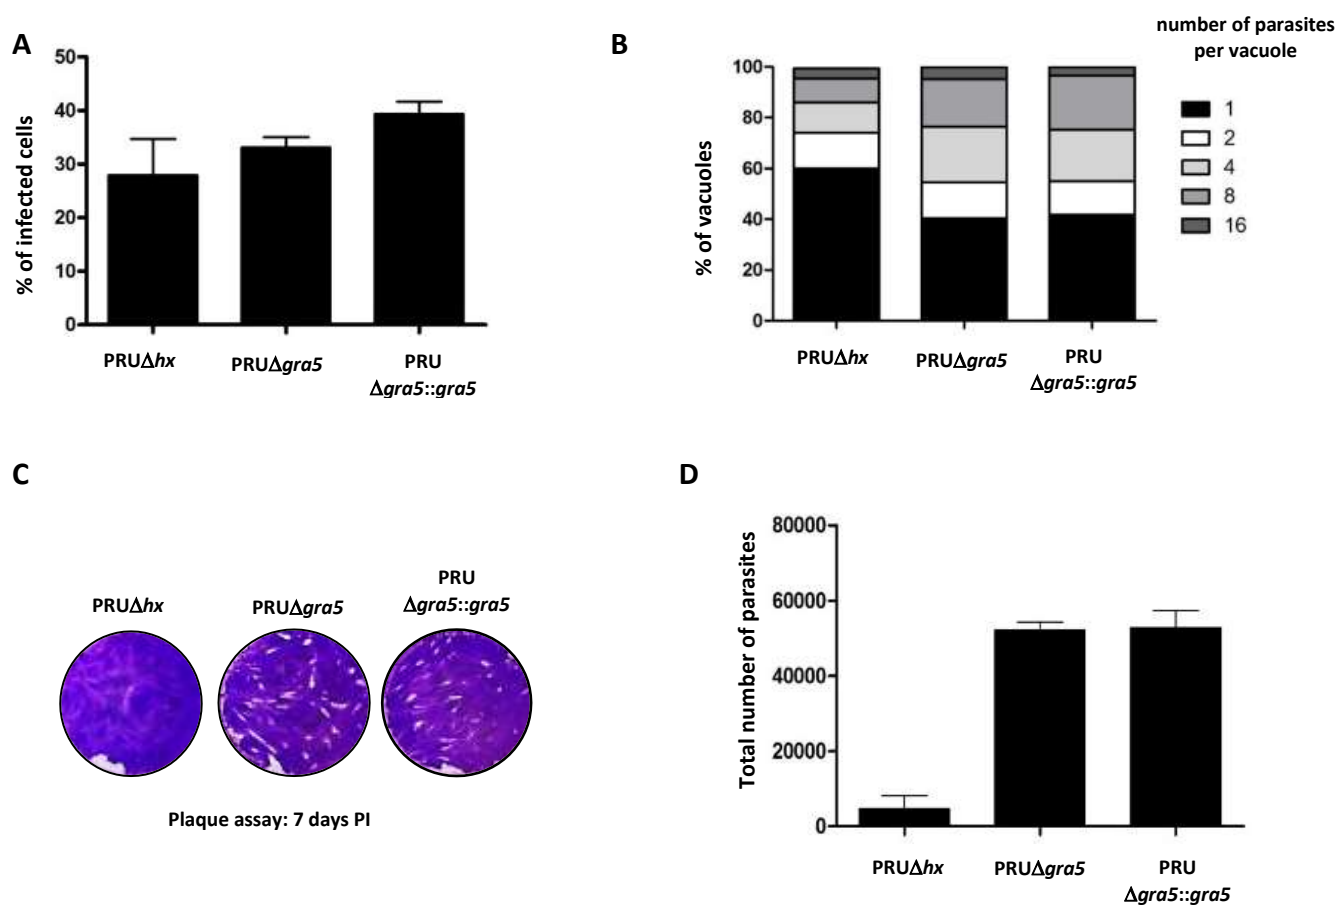 A
% of infected cells
50
40
30
20
10
0
PRUΔhx
PRUΔgra5
PRU
Δgra5::gra5
B
number of parasites
per vacuole
% of vacuoles
100
80
60
40
20
0
1
2
4
8
16
PRUΔhx
PRUΔgra5
PRU
Δgra5::gra5
C
PRUΔhx
PRUΔgra5
PRU
Δgra5::gra5
Plaque assay: 7 days PI
D
Total number of parasites
80000
60000
40000
20000
0
PRUΔhx
PRUΔgra5
PRU
Δgra5::gra5